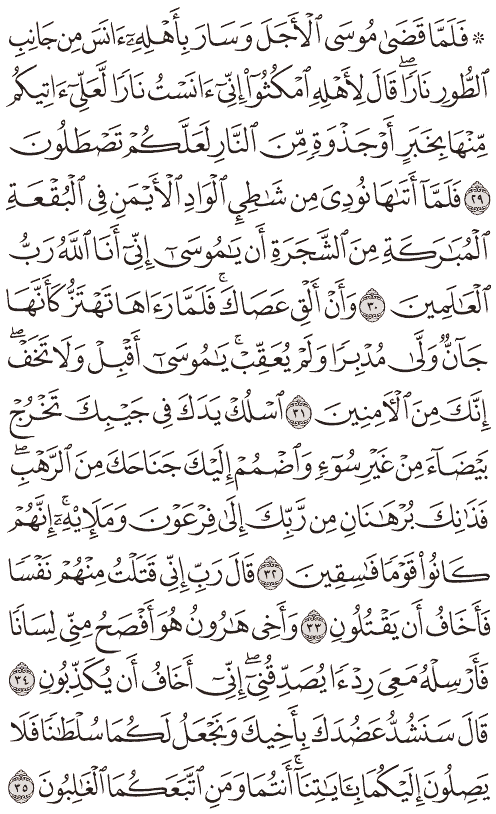 ۞ فَلَمَّا قَضَىٰ مُوسَى ٱلْأَجَلَ وَسَارَ بِأَهْلِهِۦٓ ءَانَسَ مِن جَانِبِ
ٱلطُّورِ نَارًاۖ قَالَ لِأَهْلِهِ ٱمْكُثُوٓا۟ إِنِّىٓ ءَانَسْتُ نَارًا لَّعَلِّىٓ ءَاتِيكُم
مِّنْهَا بِخَبَرٍ أَوْ جَذْوَةٍ مِّنَ ٱلنَّارِ لَعَلَّكُمْ تَصْطَلُونَ
٢٩ فَلَمَّآ أَتَىٰهَا نُودِىَ مِن شَٰطِئِ ٱلْوَادِ ٱلْأَيْمَنِ فِى ٱلْبُقْعَةِ
ٱلْمُبَٰرَكَةِ مِنَ ٱلشَّجَرَةِ أَن يَٰمُوسَىٰٓ إِنِّىٓ أَنَا ٱللَّهُ رَبُّ
ٱلْعَٰلَمِينَ ٣٠ وَأَنْ أَلْقِ عَصَاكَۚ فَلَمَّا رَءَاهَا تَهْتَزُّ كَأَنَّهَا
جَآنٌّ وَلَّىٰ مُدْبِرًا وَلَمْ يُعَقِّبْۚ يَٰمُوسَىٰٓ أَقْبِلْ وَلَا تَخَفْۖ
إِنَّكَ مِنَ ٱلْءَامِنِينَ ٣١ ٱسْلُكْ يَدَكَ فِى جَيْبِكَ تَخْرُجْ
بَيْضَآءَ مِنْ غَيْرِ سُوٓءٍ وَٱضْمُمْ إِلَيْكَ جَنَاحَكَ مِنَ ٱلرَّهْبِۖ
فَذَٰنِكَ بُرْهَٰنَانِ مِن رَّبِّكَ إِلَىٰ فِرْعَوْنَ وَمَلَإِي۟هِۦٓۚ إِنَّهُمْ
كَانُوا۟ قَوْمًا فَٰسِقِينَ ٣٢ قَالَ رَبِّ إِنِّى قَتَلْتُ مِنْهُمْ نَفْسًا
فَأَخَافُ أَن يَقْتُلُونِ ٣٣ وَأَخِى هَٰرُونُ هُوَ أَفْصَحُ مِنِّى لِسَانًا
فَأَرْسِلْهُ مَعِىَ رِدْءًا يُصَدِّقُنِىٓۖ إِنِّىٓ أَخَافُ أَن يُكَذِّبُونِ ٣٤
قَالَ سَنَشُدُّ عَضُدَكَ بِأَخِيكَ وَنَجْعَلُ لَكُمَا سُلْطَٰنًا فَلَا
يَصِلُونَ إِلَيْكُمَا بِـَٔايَٰتِنَآۚ أَنتُمَا وَمَنِ ٱتَّبَعَكُمَا ٱلْغَٰلِبُونَ ٣٥